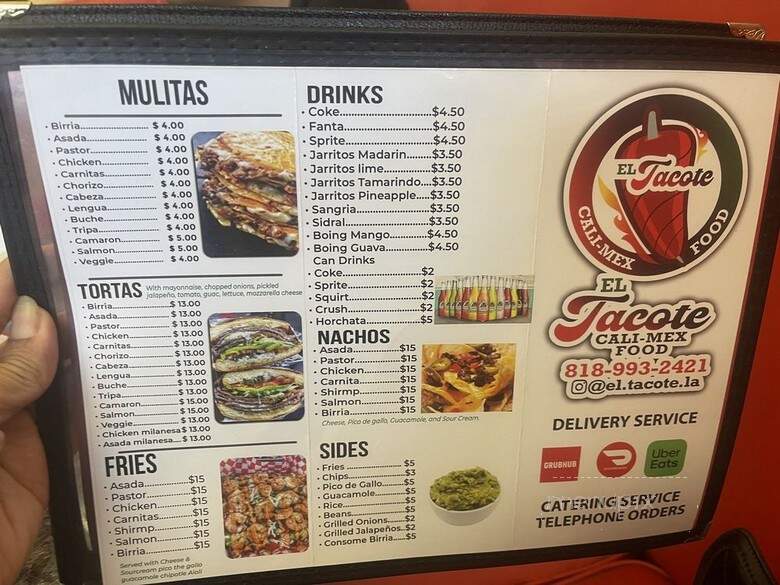 MULITAS
• Birria............... $ 4.00
• Asada............... $ 4.00
• Pastor............... $ 4.00
• Chicken............... $ 4.00
• Carnitas............... $ 4.00
• Chorizo............... $ 4.00
• Cabeza............... $ 4.00
• Lengua............... $ 4.00
• Buche............... $ 4.00
• Tripa............... $ 4.00
• Camaron............... $ 5.00
• Salmon............... $ 5.00
• Veggie............... $ 4.00
TORTAS
With mayonnaise, chopped onions, pickled
jalapeño, tomato, guac, lettuce, mozzarella cheese
• Birria............... $ 13.00
• Asada............... $ 13.00
• Pastor............... $ 13.00
• Chicken............... $ 13.00
• Carnitas............... $ 13.00
• Chorizo............... $ 13.00
• Cabeza............... $ 13.00
• Lengua............... $ 13.00
• Buche............... $ 13.00
• Tripa............... $ 13.00
• Camaron............... $ 15.00
• Salmon............... $ 15.00
• Veggie............... $ 13.00
• Chicken milanesa $ 13.00
• Asada milanesa.... $ 13.00
FRIES
• Asada............... $15
• Pastor............... $15
• Chicken............... $15
• Carnitas............... $15
• Shirmp............... $15
• Salmon............... $15
• Birria............... $15
Served with Cheese &
Sourcream pico the gallo
guacamole chipotle Aioli
DRINKS
• Coke............... $4.50
• Fanta............... $4.50
• Sprite............... $4.50
• Jarritos Madarin....... $3.50
• Jarritos lime............... $3.50
• Jarritos Tamarindo.... $3.50
• Jarritos Pineapple..... $3.50
• Sangria............... $3.50
• Sidral............... $3.50
• Boing Mango............... $4.50
• Boing Guava............... $4.50
Can Drinks
• Coke............... $2
• Sprite............... $2
• Squirt............... $2
• Crush............... $2
• Horchata............... $5
NACHOS
• Asada............... $15
• Pastor............... $15
• Chicken............... $15
• Carnita............... $15
• Shirmp............... $15
• Salmon............... $15
• Birria............... $15
Cheese, Pico de gallo, Guacamole, and Sour Cream.
SIDES
• Fries............... $5
• Chips............... $3
• Pico de Gallo...... $5
• Guacamole......... $5
• Rice............... $5
• Beans............... $5
• Grilled Onions... $2
• Grilled Jalapeños.. $2
• Consome Birria..... $5
EL
Tacote
CALI-MEX
FOOD
EL
Tacote
CALI-MEX
FOOD
818-993-2421
@el.tacote.la
DELIVERY SERVICE
GRUBHUB
Uber
Eats
CATERING SERVICE
TELEPHONE ORDERS